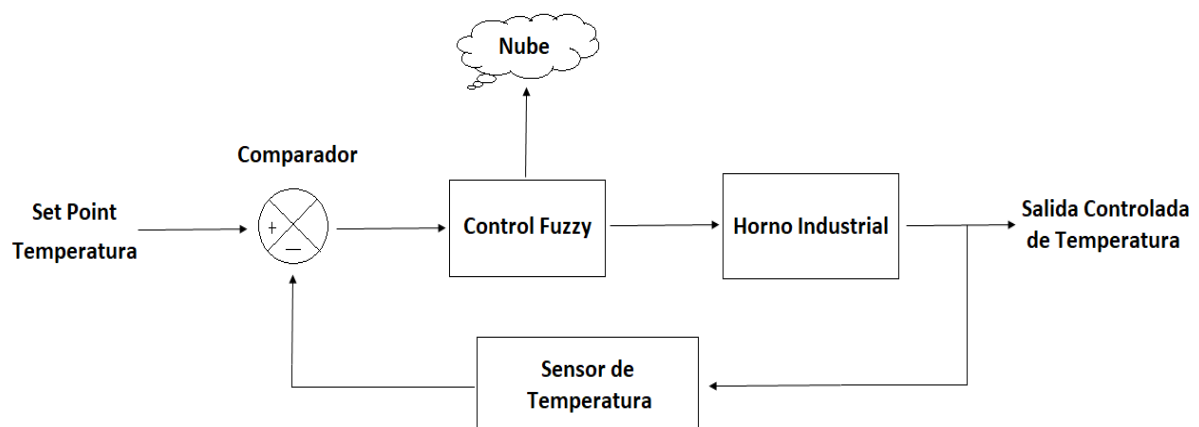 Nube
Comparador
Set Point
Temperatura
+
−
Control Fuzzy
Horno Industrial
Salida Controlada
de Temperatura
Sensor de
Temperatura